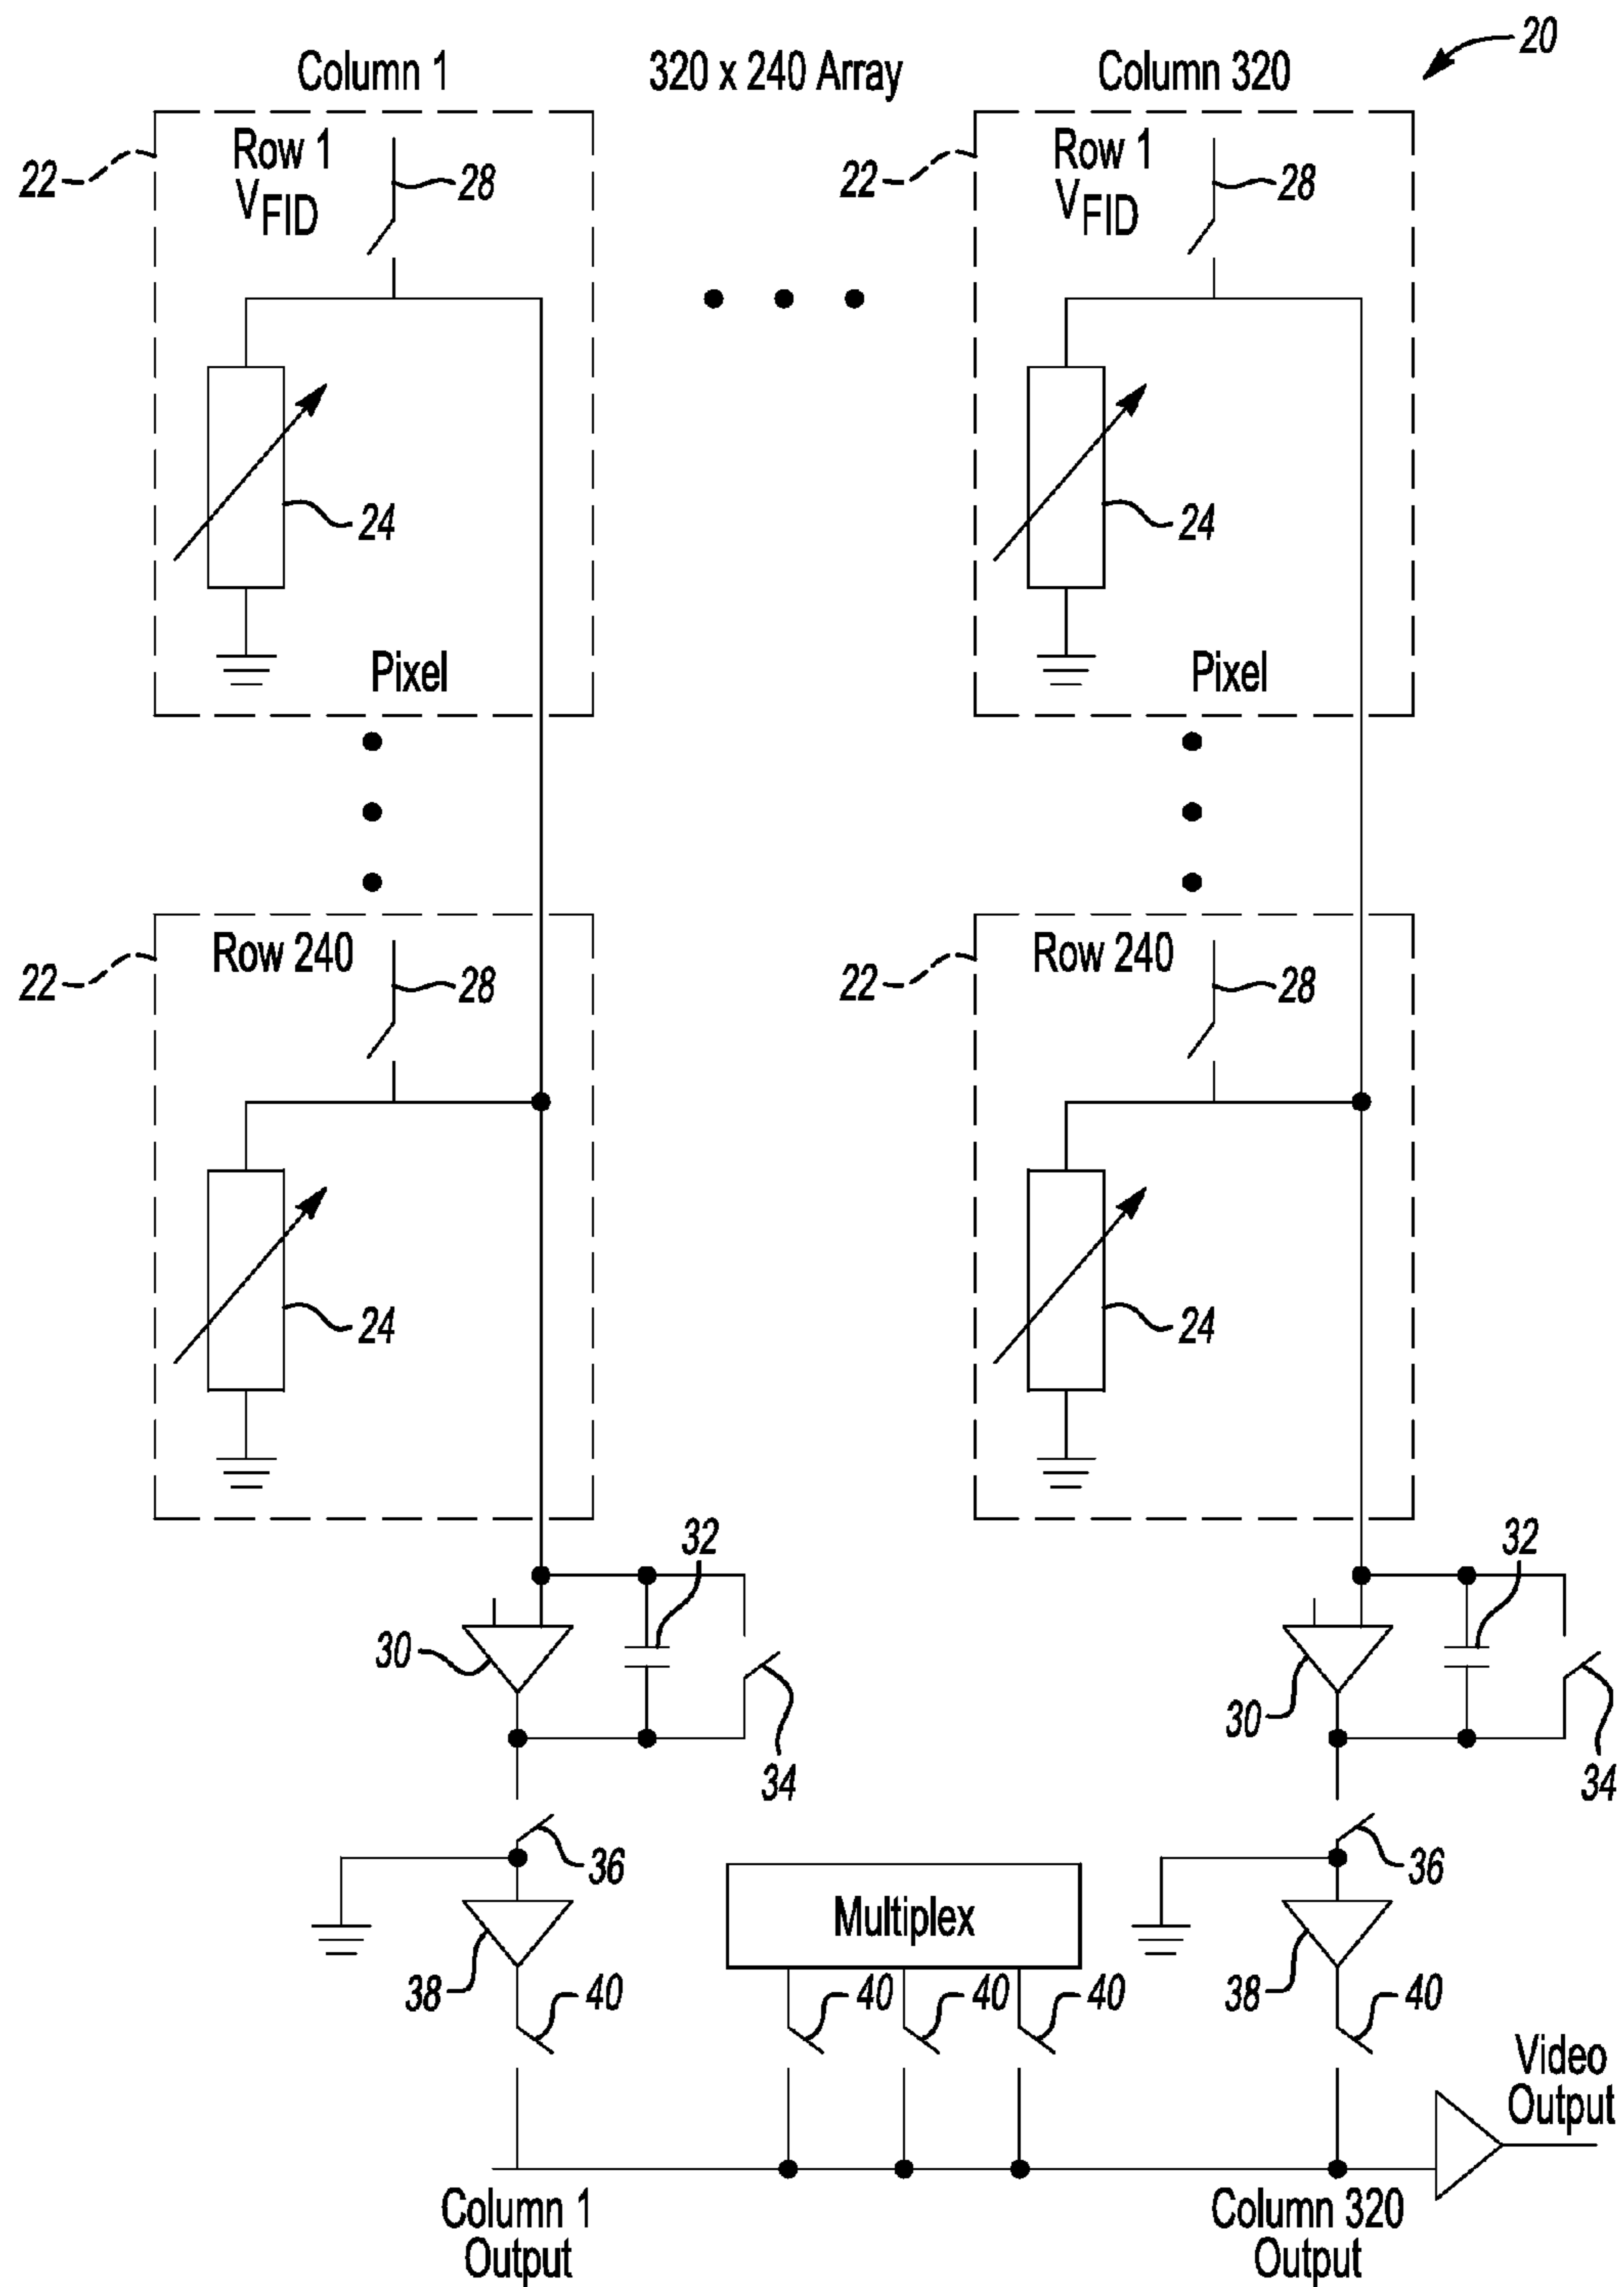 20
Column 1
320 x 240 Array
Column 320
22
Row 1
VFID
28
22
Row 1
VFID
28
24
24
Pixel
Pixel
22
Row 240
28
22
Row 240
28
24
24
32
32
30
30
34
34
36
36
Multiplex
38
40
40
40
40
38
40
Video
Output
Column 1
Output
Column 320
Output